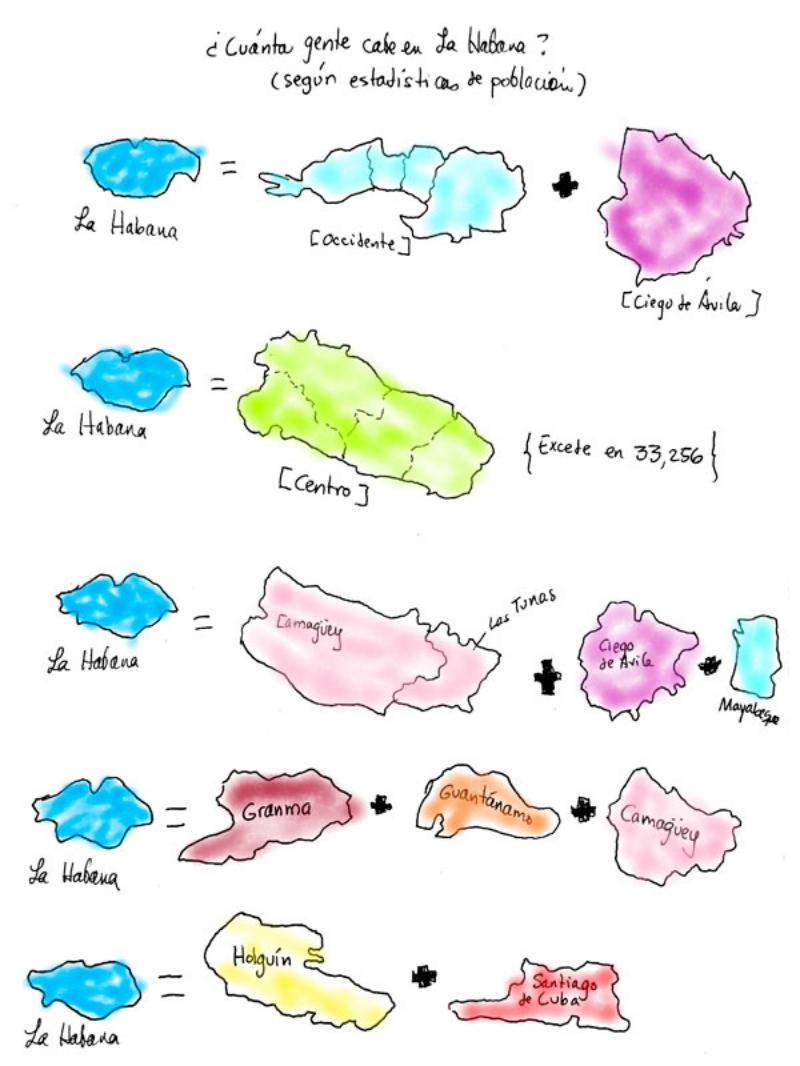 ¿Cuánta gente cabe en La Habana?
(según estadísticas de población)
La Habana
=
[Occidente]
+
[Ciego de Ávila]
La Habana
=
[Centro]
{Excede en 33,256}
La Habana
=
Camagüey
Las Tunas
+
Ciego
de Ávila
+
Mayabeque
La Habana
=
Granma
+
Guantánamo
+
Camagüey
La Habana
=
Holguín
+
Santiago
de Cuba